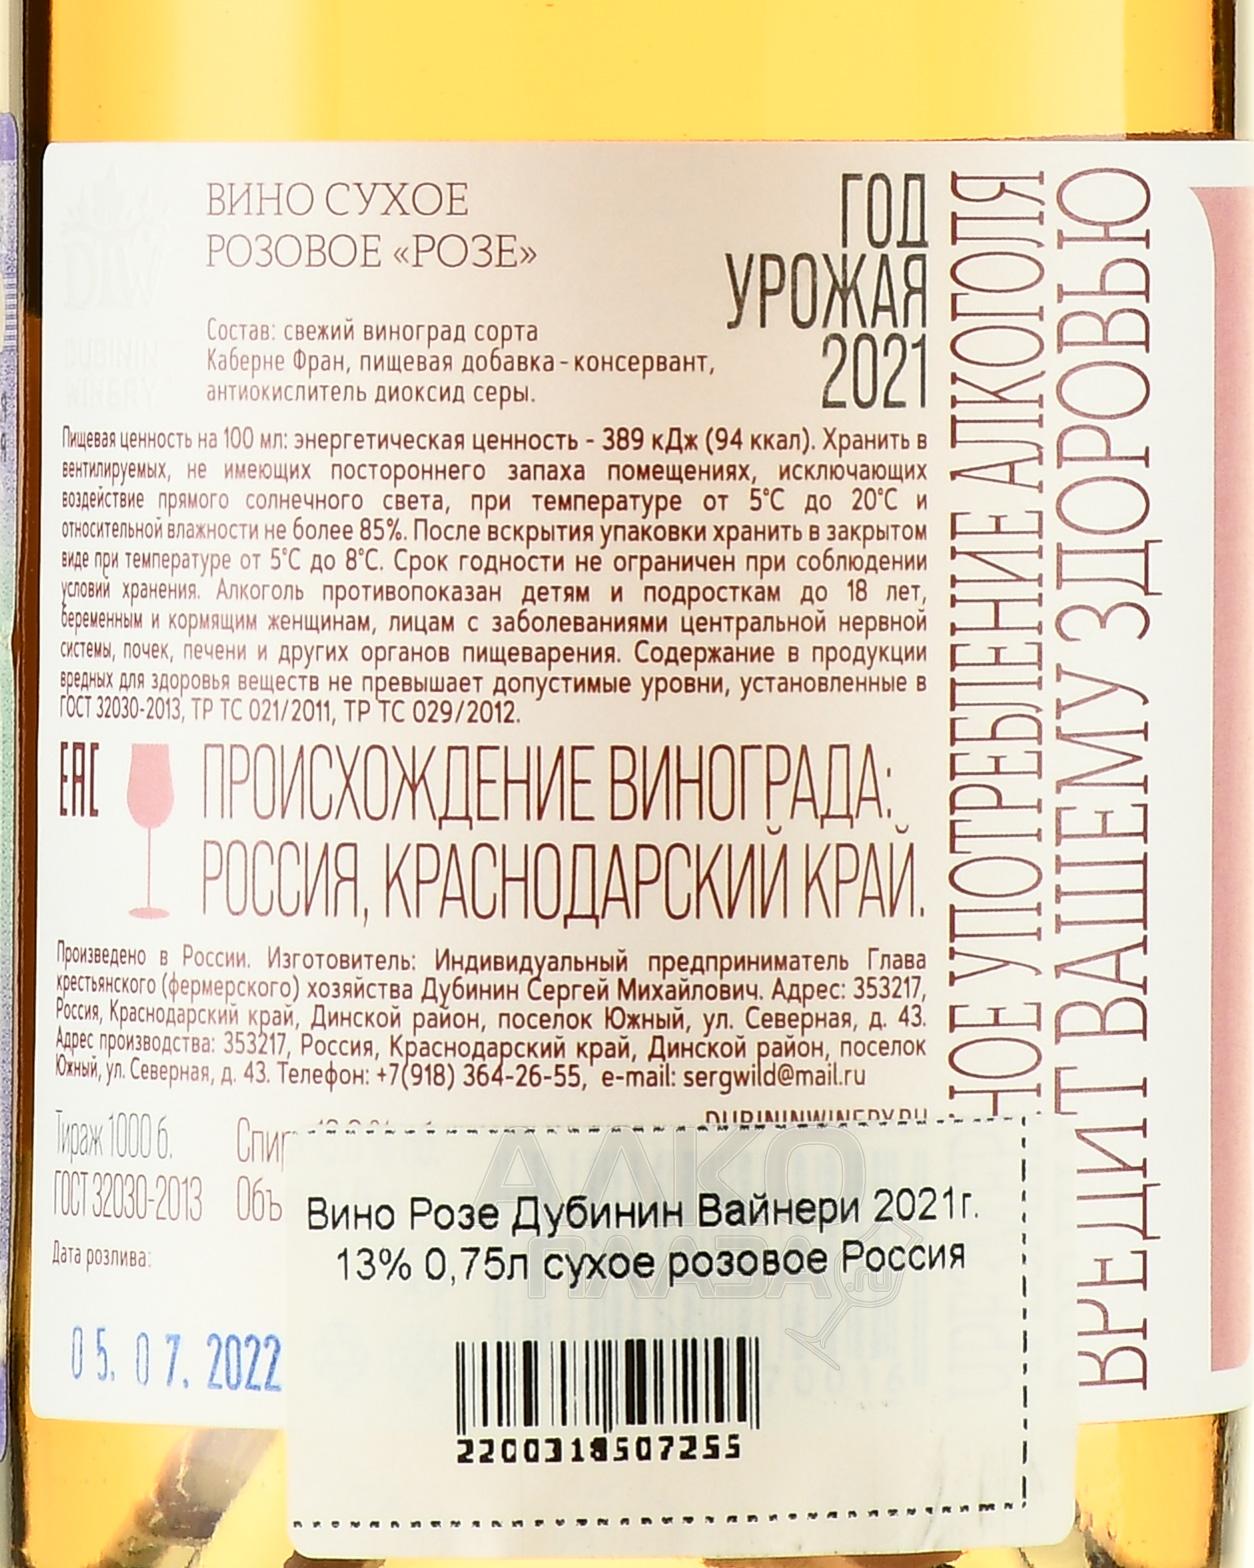 DW
DUBININ
WINERY
ВИНО СУХОЕ
РОЗОВОЕ «РОЗЕ»
Состав: свежий виноград сорта
Каберне Фран, пищевая добавка - консервант,
антиокислитель диоксид серы.
ГОД
УРОЖАЯ
2021
Пищевая ценность на 100 мл: энергетическая ценность - 389 кДж (94 ккал). Хранить в
вентилируемых, не имеющих постороннего запаха помещениях, исключающих
воздействие прямого солнечного света, при температуре от 5°С до 20°С и
относительной влажности не более 85%. После вскрытия упаковки хранить в закрытом
виде при температуре от 5°С до 8°С. Срок годности не ограничен при соблюдении
условий хранения. Алкоголь противопоказан детям и подросткам до 18 лет,
беременным и кормящим женщинам, лицам с заболеваниями центральной нервной
системы, почек, печени и других органов пищеварения. Содержание в продукции
вредных для здоровья веществ не превышает допустимые уровни, установленные в
ГОСТ 32030-2013, ТР ТС 021/2011, ТР ТС 029/2012.
ЕАС
ПРОИСХОЖДЕНИЕ ВИНОГРАДА:
РОССИЯ, КРАСНОДАРСКИЙ КРАЙ.
Произведено в России. Изготовитель: Индивидуальный предприниматель Глава
крестьянского (фермерского) хозяйства Дубинин Сергей Михайлович. Адрес: 353217,
Россия, Краснодарский край, Динской район, поселок Южный, ул. Северная, д. 43.
Адрес производства: 353217, Россия, Краснодарский край, Динской район, поселок
Южный, ул. Северная, д. 43. Телефон: +7(918) 364-26-55, e-mail: sergwild@mail.ru
DUBININWINERY.RU
Тираж 1000 б.
ГОСТ 32030-2013
Дата розлива:
05.07.2022
Спир
Объ
НОЕ УПОТРЕБЛЕНИЕ АЛКОГОЛЯ
ВРЕДИТ ВАШЕМУ ЗДОРОВЬЮ
Вино Розе Дубинин Вайнери 2021г.
13% 0,75л сухое розовое Россия
2200318507255
АЛКО
ПЛАЗА.ru